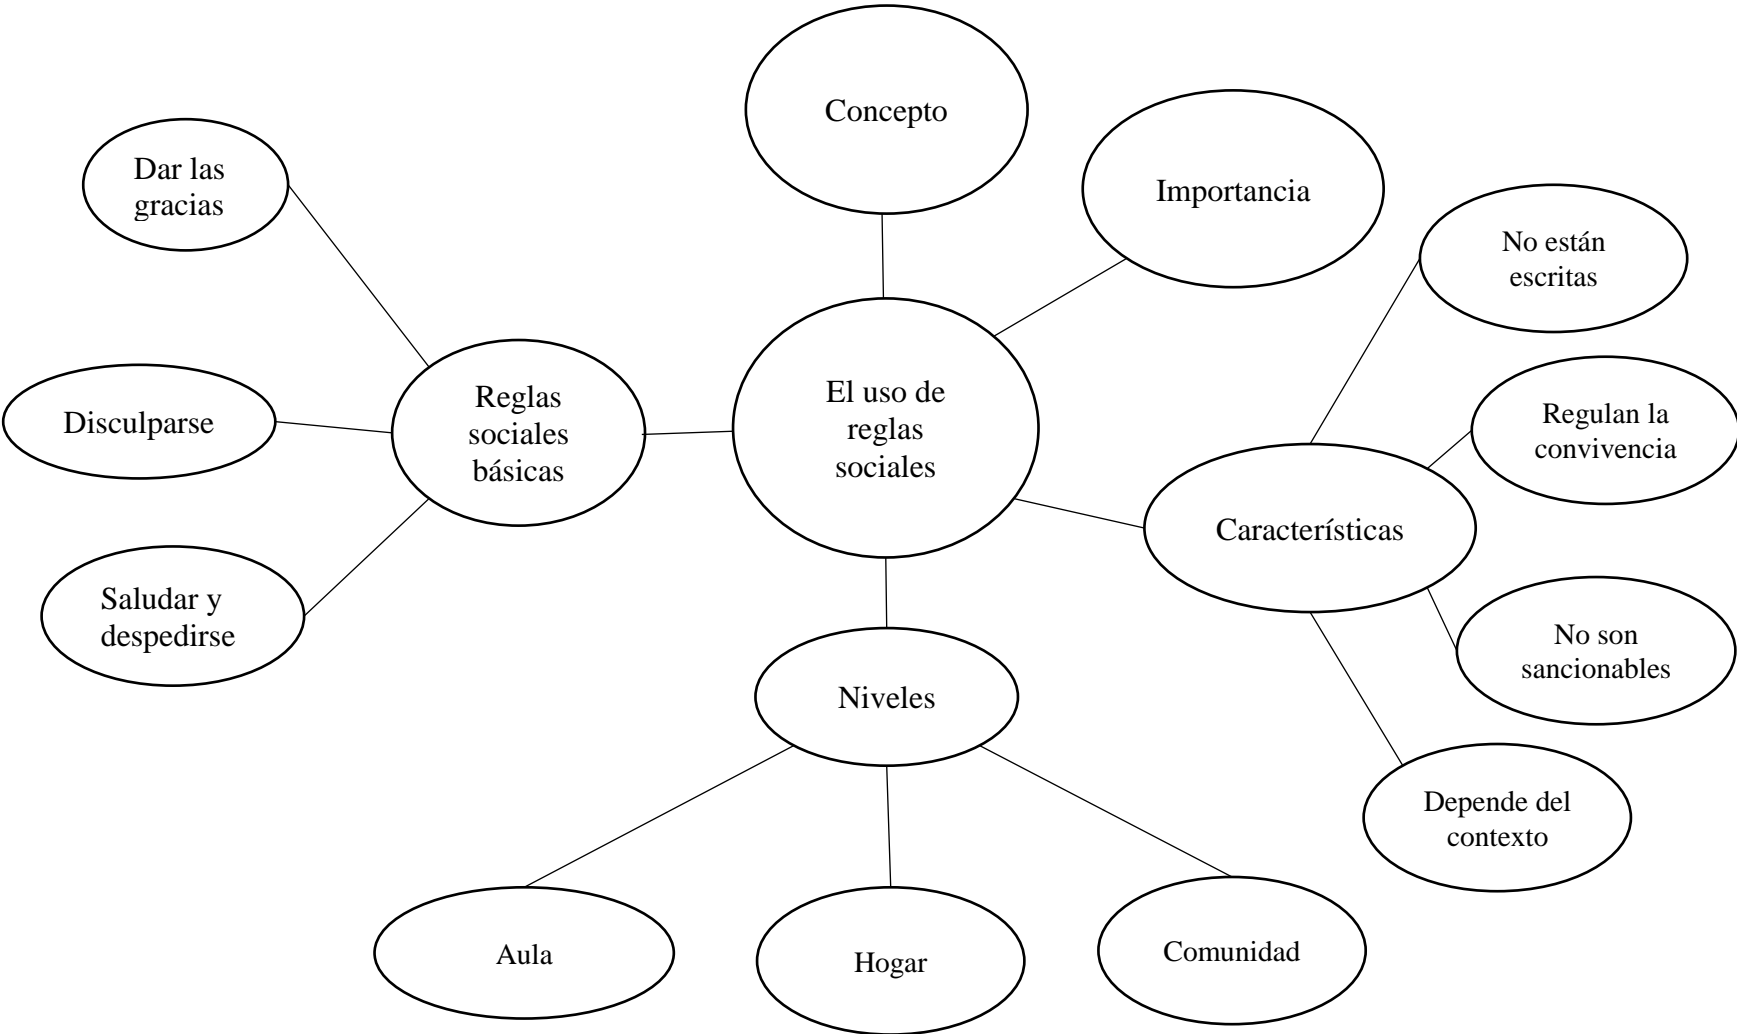 Concepto
Importancia
Dar las
gracias
No están
escritas
Reglas
sociales
básicas
El uso de
reglas
sociales
Disculparse
Regulan la
convivencia
Características
Saludar y
despedirse
No son
sancionables
Niveles
Depende del
contexto
Aula
Hogar
Comunidad